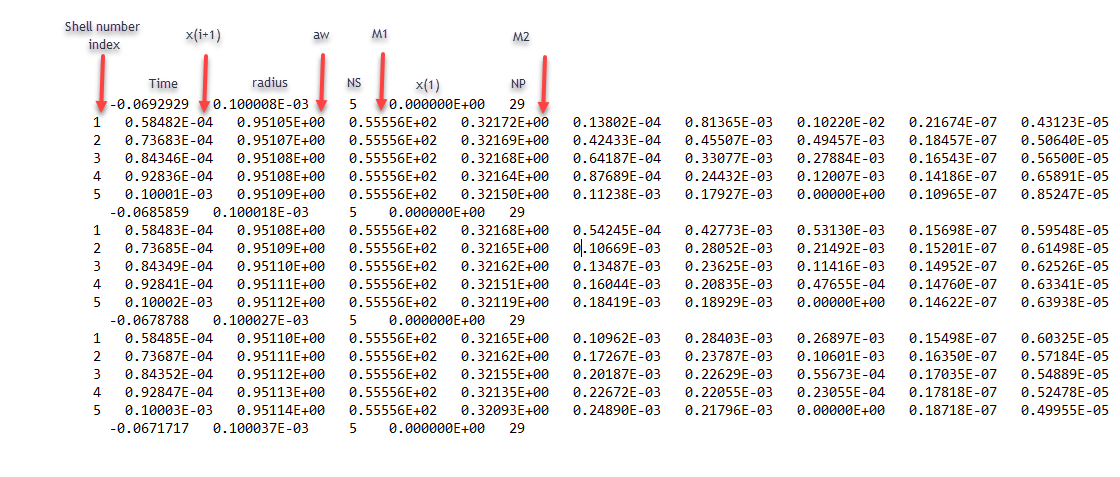 Shell number
index
x(i+1)
aw
M1
M2
Time radius NS x(1) NP
-0.0692929 0.100008E-03 5 0.000000E+00 29
1 0.58482E-04 0.95105E+00 0.55556E+02 0.32172E+00 0.13802E-04 0.81365E-03 0.10220E-02 0.21674E-07 0.43123E-05
2 0.73683E-04 0.95107E+00 0.55556E+02 0.32169E+00 0.42433E-04 0.45507E-03 0.49457E-03 0.18457E-07 0.50640E-05
3 0.84346E-04 0.95108E+00 0.55556E+02 0.32168E+00 0.64187E-04 0.33077E-03 0.27884E-03 0.16543E-07 0.56500E-05
4 0.92836E-04 0.95108E+00 0.55556E+02 0.32164E+00 0.87689E-04 0.24432E-03 0.12007E-03 0.14186E-07 0.65891E-05
5 0.10001E-03 0.95109E+00 0.55556E+02 0.32150E+00 0.11238E-03 0.17927E-03 0.00000E+00 0.10965E-07 0.85247E-05
-0.0685859 0.100018E-03 5 0.000000E+00 29
1 0.58483E-04 0.95108E+00 0.55556E+02 0.32168E+00 0.54245E-04 0.42773E-03 0.53130E-03 0.15698E-07 0.59548E-05
2 0.73685E-04 0.95109E+00 0.55556E+02 0.32165E+00 0.10669E-03 0.28052E-03 0.21492E-03 0.15201E-07 0.61498E-05
3 0.84349E-04 0.95110E+00 0.55556E+02 0.32162E+00 0.13487E-03 0.23625E-03 0.11416E-03 0.14952E-07 0.62526E-05
4 0.92841E-04 0.95111E+00 0.55556E+02 0.32151E+00 0.16044E-03 0.20835E-03 0.47655E-04 0.14760E-07 0.63341E-05
5 0.10002E-03 0.95112E+00 0.55556E+02 0.32119E+00 0.18419E-03 0.18929E-03 0.00000E+00 0.14622E-07 0.63938E-05
-0.0678788 0.100027E-03 5 0.000000E+00 29
1 0.58485E-04 0.95110E+00 0.55556E+02 0.32165E+00 0.10962E-03 0.28403E-03 0.26897E-03 0.15498E-07 0.60325E-05
2 0.73687E-04 0.95111E+00 0.55556E+02 0.32162E+00 0.17267E-03 0.23787E-03 0.10601E-03 0.16350E-07 0.57184E-05
3 0.84352E-04 0.95112E+00 0.55556E+02 0.32155E+00 0.20187E-03 0.22629E-03 0.55673E-04 0.17035E-07 0.54889E-05
4 0.92847E-04 0.95113E+00 0.55556E+02 0.32135E+00 0.22672E-03 0.22055E-03 0.23055E-04 0.17818E-07 0.52478E-05
5 0.10003E-03 0.95114E+00 0.55556E+02 0.32093E+00 0.24890E-03 0.21796E-03 0.00000E+00 0.18718E-07 0.49955E-05
-0.0671717 0.100037E-03 5 0.000000E+00 29